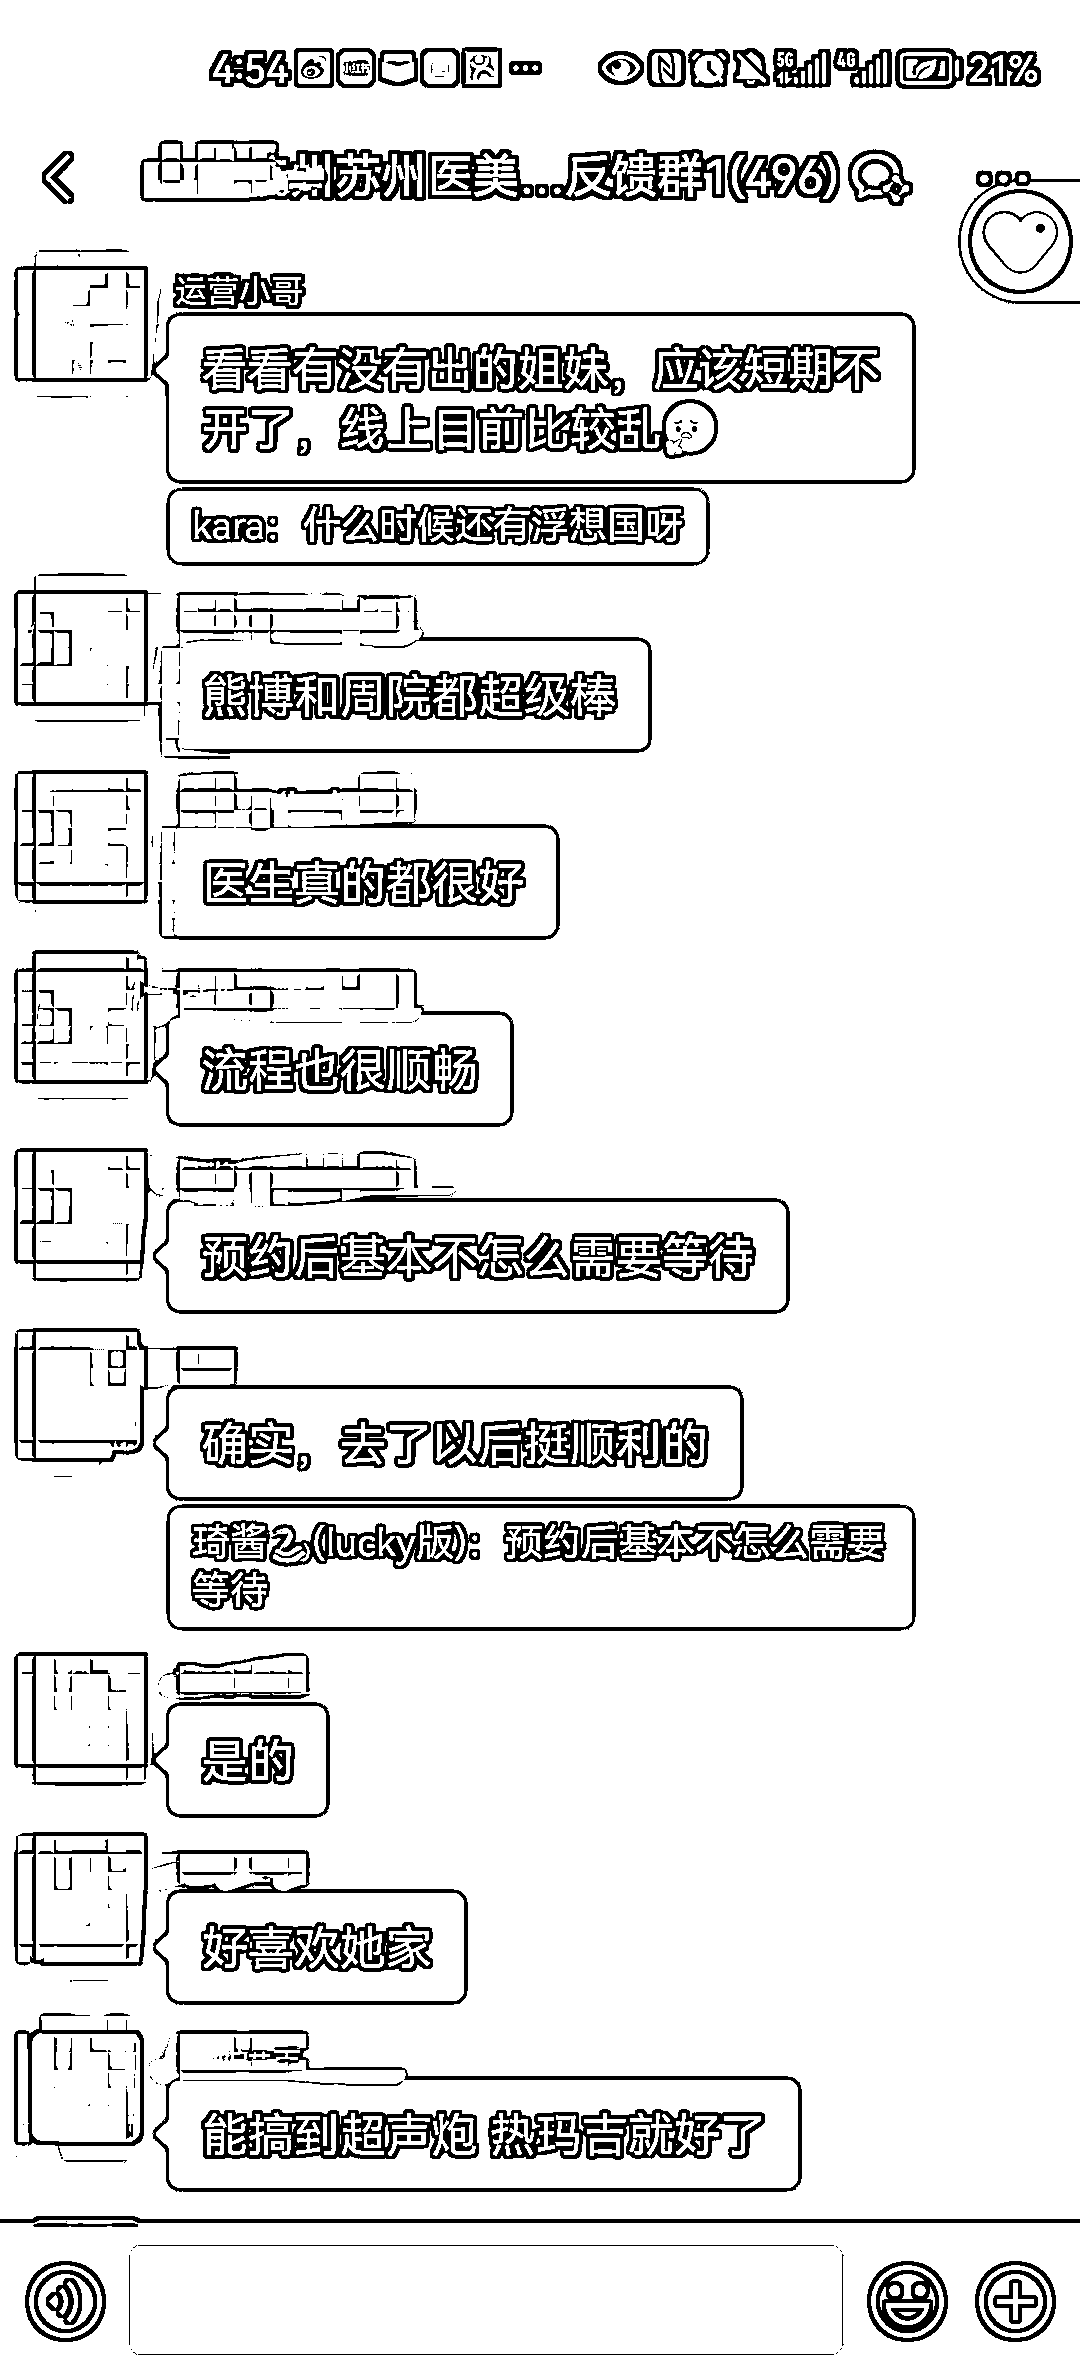 4:54 5G 4G 21%
州苏州医美...反馈群1(496)
运营小哥
看看有没有出的姐妹，应该短期不
开了，线上目前比较乱
kara：什么时候还有浮想国呀
熊博和周院都超级棒
医生真的都很好
流程也很顺畅
预约后基本不怎么需要等待
确实，去了以后挺顺利的
琦酱(lucky版)：预约后基本不怎么需要
等待
是的
好喜欢她家
能搞到超声炮 热玛吉就好了